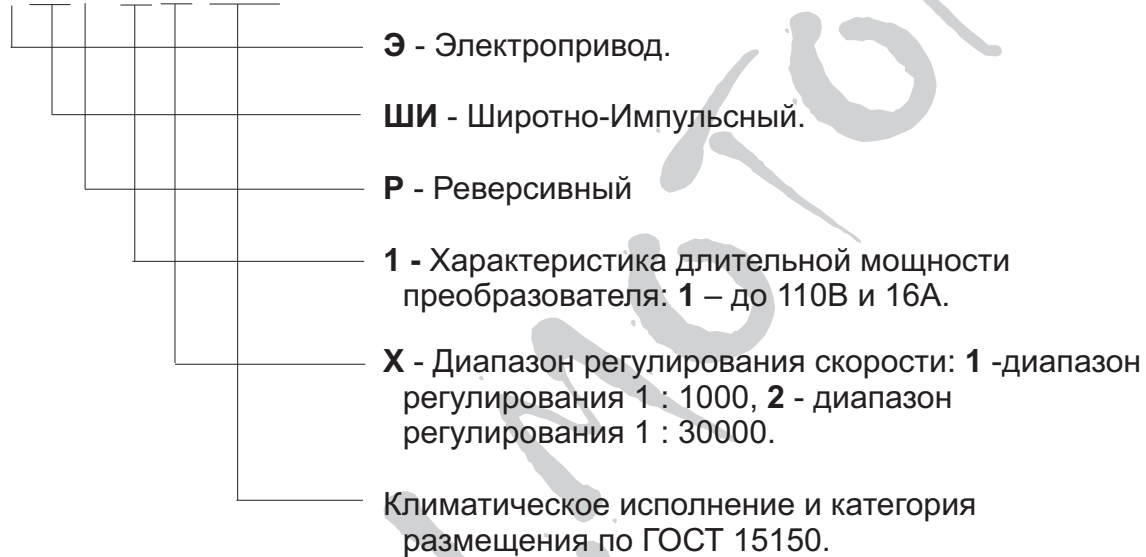 Э - Электропривод.
ШИ - Широтно-Импульсный.
Р - Реверсивный
1 - Характеристика длительной мощности
преобразователя: 1 – до 110В и 16А.
Х - Диапазон регулирования скорости: 1 -диапазон
регулирования 1 : 1000, 2 - диапазон
регулирования 1 : 30000.
Климатическое исполнение и категория
размещения по ГОСТ 15150.